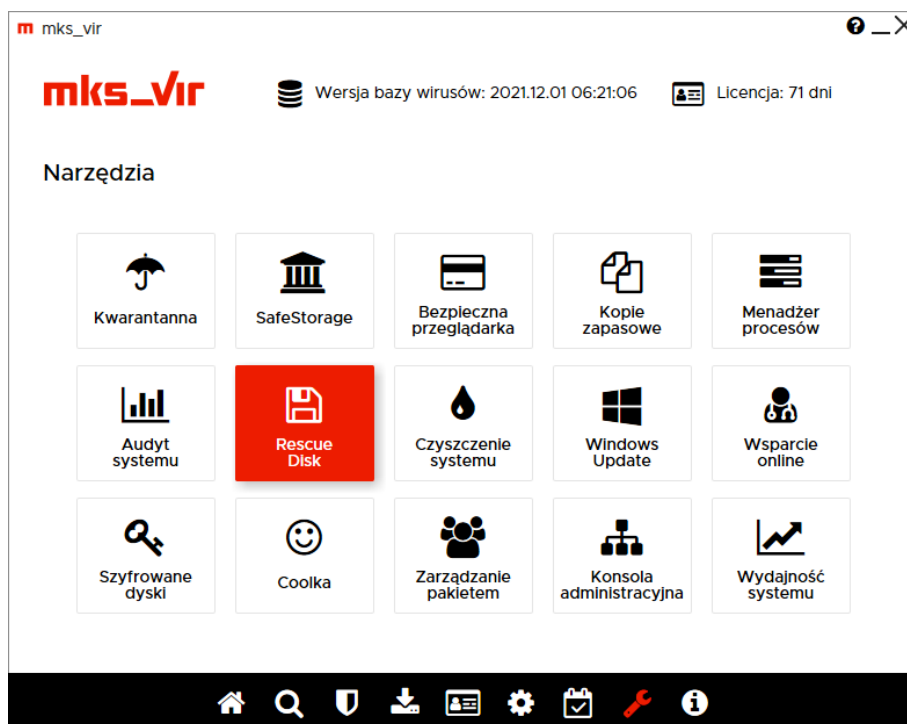 mks_vir
mks_vir
Wersja bazy wirusów: 2021.12.01 06:21:06
Licencja: 71 dni
Narzędzia
Kwarantanna
SafeStorage
Bezpieczna
przeglądarka
Kopie
zapasowe
Menadżer
procesów
Audyt
systemu
Rescue
Disk
Czyszczenie
systemu
Windows
Update
Wsparcie
online
Szyfrowane
dyski
Coolka
Zarządzanie
pakietem
Konsola
administracyjna
Wydajność
systemu